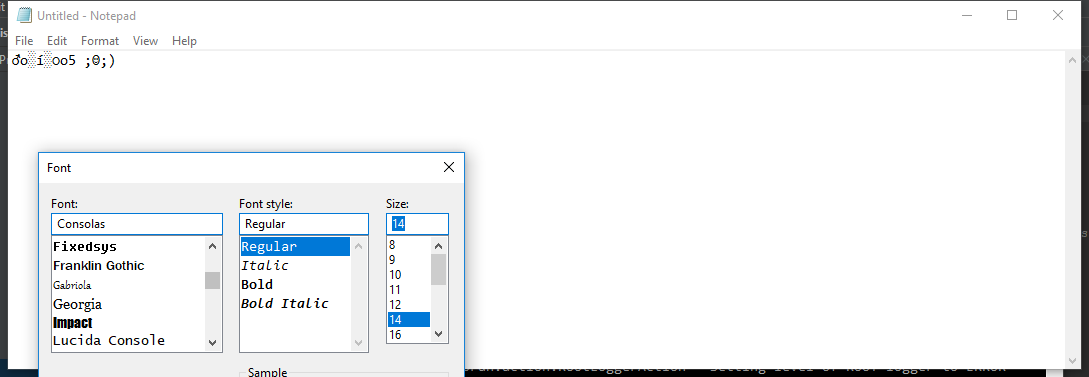 Untitled - Notepad
File Edit Format View Help
đo░í░oo5 ;0;)
Font
Font: Font style: Size:
Consolas Regular 14
Fixedsys
Franklin Gothic
Gabriola
Georgia
Impact
Lucida Console
Regular
Italic
Bold
Bold Italic
8
9
10
11
12
14
16
Sample